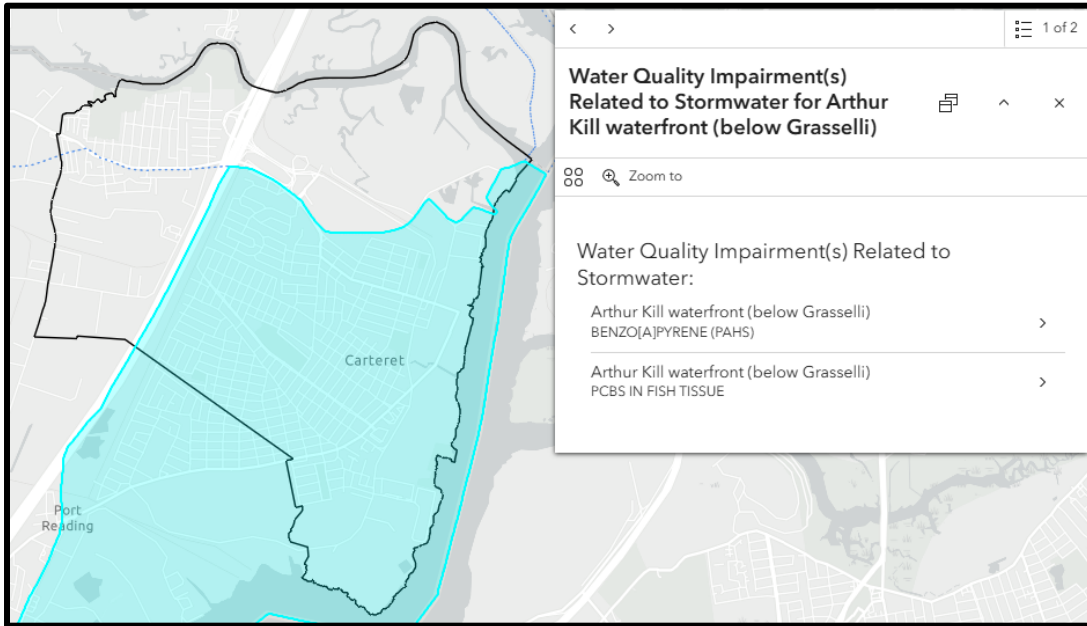 1 of 2
Water Quality Impairment(s)
Related to Stormwater for Arthur
Kill waterfront (below Grasselli)
Zoom to
Water Quality Impairment(s) Related to
Stormwater:
Arthur Kill waterfront (below Grasselli)
BENZO[A]PYRENE (PAHS)
Arthur Kill waterfront (below Grasselli)
PCBS IN FISH TISSUE
Carteret
Port
Reading